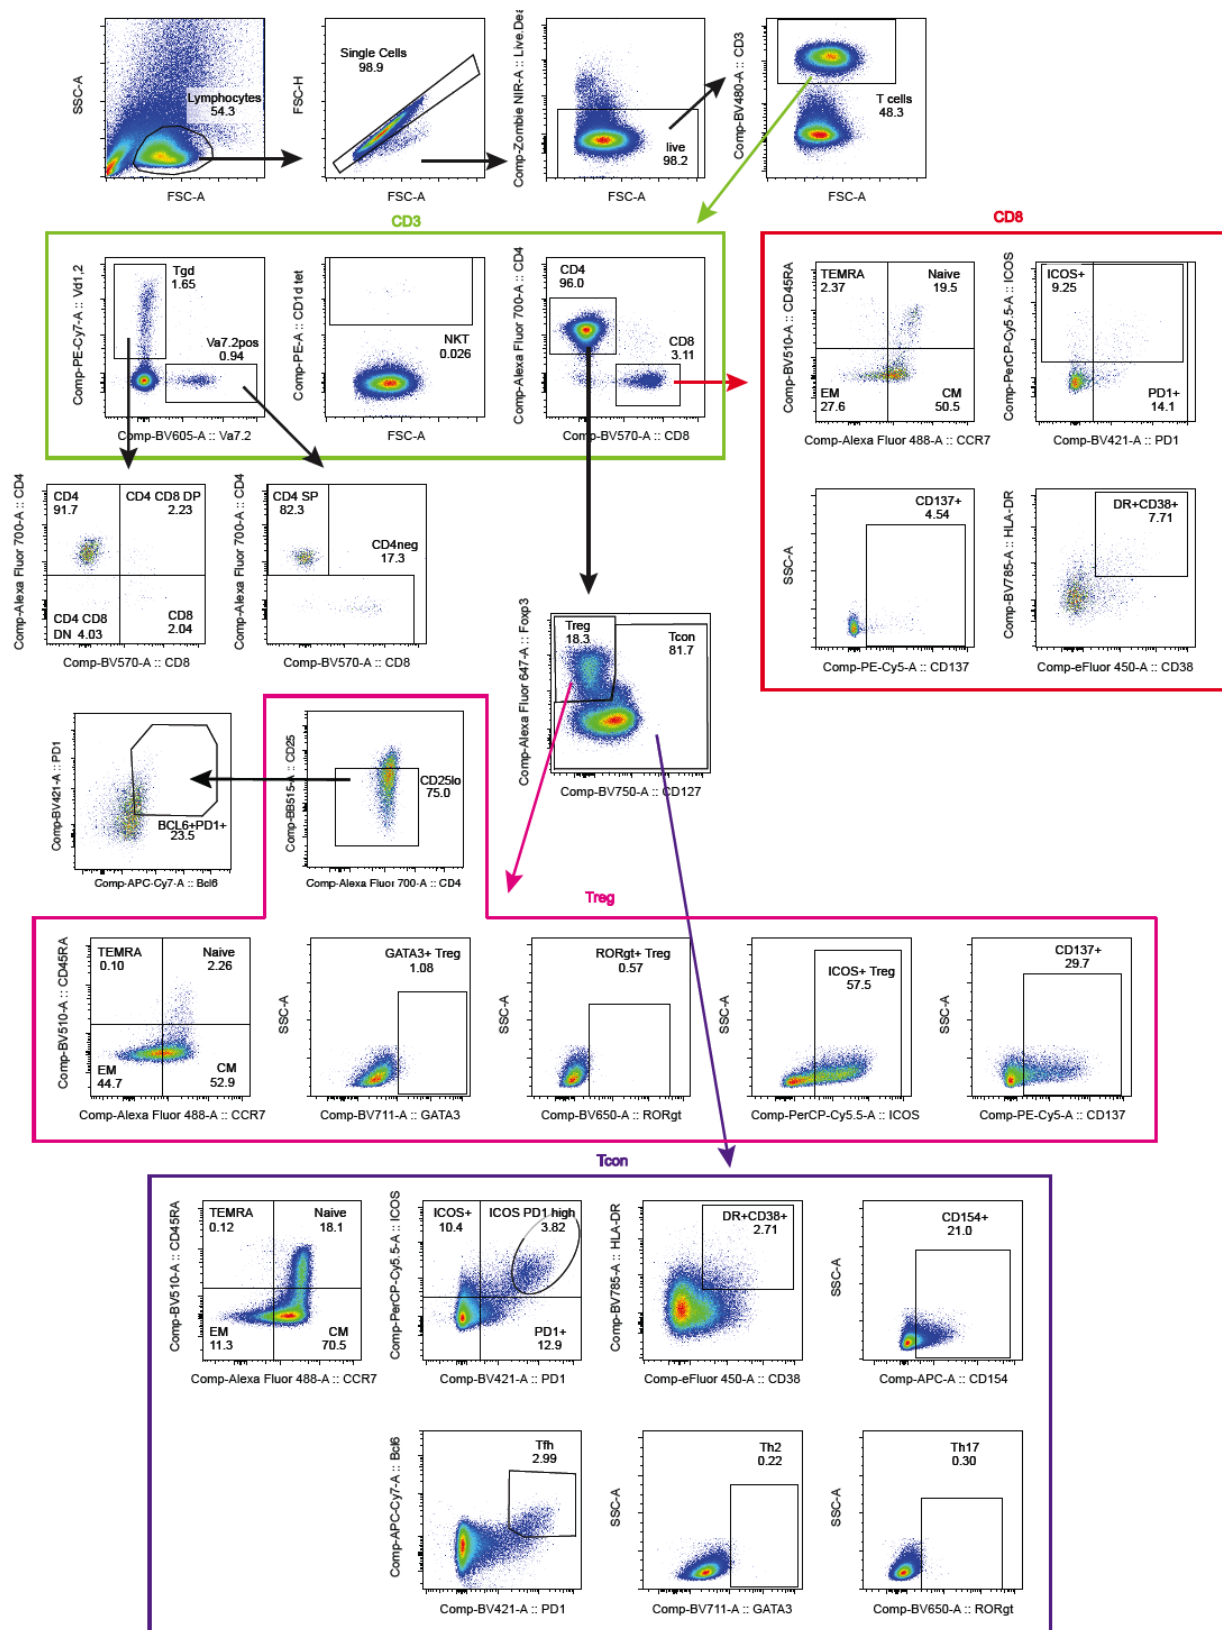 SSC-A
Lymphocytes
54.3
FSC-A
FSC-H
Single Cells
98.9
FSC-A
Comp-Zombie NIR-A :: Live.Dea
live
98.2
FSC-A
Comp-BV480-A :: CD3
T cells
48.3
FSC-A
CD3
Comp-PE-Cy7-A :: Vd1,2
Tgd
1.65
Va7.2pos
0.94
Comp-BV605-A :: Va7.2
Comp-PE-A :: CD1d tet
NKT
0.026
FSC-A
Comp-Alexa Fluor 700-A :: CD4
CD4
96.0
CD8
3.11
Comp-BV570-A :: CD8
CD8
Comp-BV510-A :: CD45RA
TEMRA
2.37
Naive
19.5
EM
27.6
CM
50.5
Comp-Alexa Fluor 488-A :: CCR7
Comp-PerCP-Cy5.5-A :: ICOS
ICOS+
9.25
PD1+
14.1
Comp-BV421-A :: PD1
SSC-A
CD137+
4.54
Comp-PE-Cy5-A :: CD137
Comp-BV785-A :: HLA-DR
DR+CD38+
7.71
Comp-eFluor 450-A :: CD38
Comp-Alexa Fluor 700-A :: CD4
CD4
91.7
CD4 CD8 DP
2.23
CD4 CD8
DN 4.03
CD8
2.04
Comp-BV570-A :: CD8
Comp-Alexa Fluor 700-A :: CD4
CD4 SP
82.3
CD4neg
17.3
Comp-BV570-A :: CD8
Comp-Alexa Fluor 647-A :: Foxp3
Treg
18.3
Tcon
81.7
Comp-BV750-A :: CD127
Comp-BV421-A :: PD1
BCL6+PD1+
23.5
Comp-APC-Cy7-A :: Bcl6
Comp-BB515-A :: CD25
CD25lo
75.0
Comp-Alexa Fluor 700-A :: CD4
Treg
Comp-BV510-A :: CD45RA
TEMRA
0.10
Naive
2.26
EM
44.7
CM
52.9
Comp-Alexa Fluor 488-A :: CCR7
SSC-A
GATA3+ Treg
1.08
Comp-BV711-A :: GATA3
SSC-A
RORgt+ Treg
0.57
Comp-BV650-A :: RORgt
SSC-A
ICOS+ Treg
57.5
Comp-PerCP-Cy5.5-A :: ICOS
SSC-A
CD137+
29.7
Comp-PE-Cy5-A :: CD137
Tcon
Comp-BV510-A :: CD45RA
TEMRA
0.12
Naive
18.1
EM
11.3
CM
70.5
Comp-Alexa Fluor 488-A :: CCR7
Comp-PerCP-Cy5.5-A :: ICOS
ICOS+
10.4
ICOS PD1 high
3.82
PD1+
12.9
Comp-BV421-A :: PD1
Comp-BV785-A :: HLA-DR
DR+CD38+
2.71
Comp-eFluor 450-A :: CD38
SSC-A
CD154+
21.0
Comp-APC-A :: CD154
Comp-APC-Cy7-A :: Bcl6
Tfh
2.99
Comp-BV421-A :: PD1
SSC-A
Th2
0.22
Comp-BV711-A :: GATA3
SSC-A
Th17
0.30
Comp-BV650-A :: RORgt